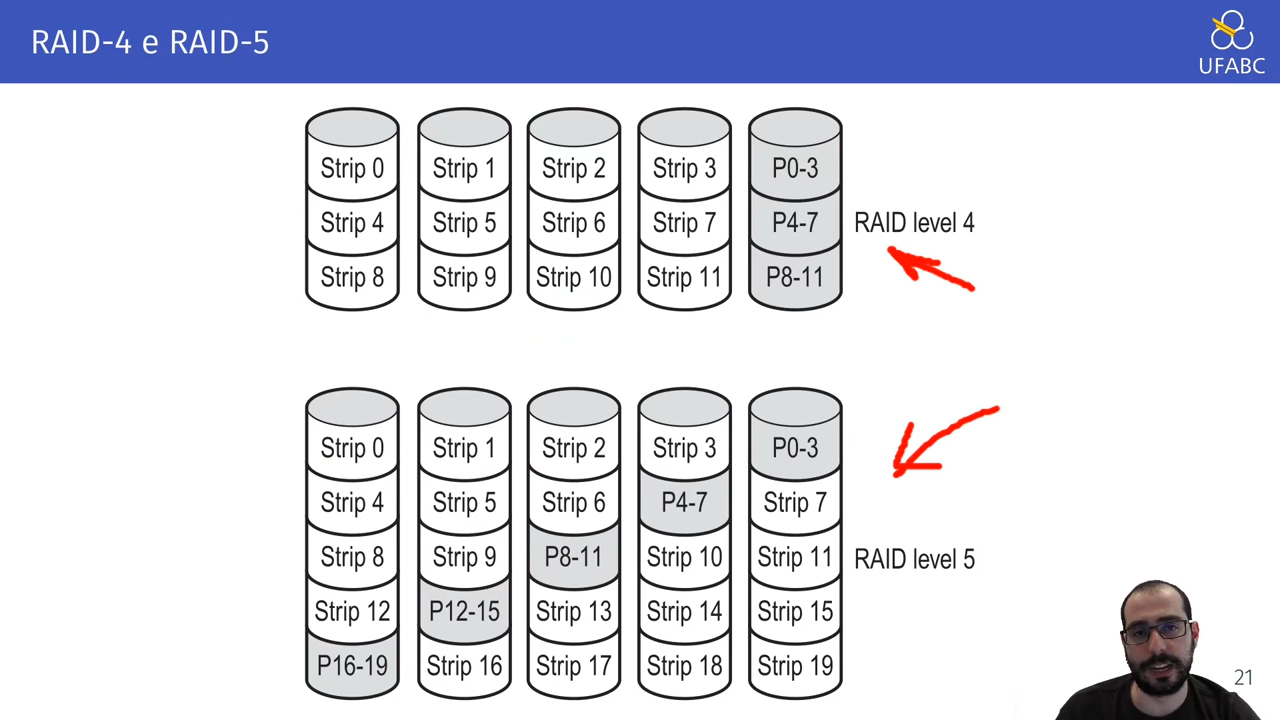 RAID-4 e RAID-5
UFABC
Strip 0 Strip 1 Strip 2 Strip 3 P0-3
Strip 4 Strip 5 Strip 6 Strip 7 P4-7 RAID level 4
Strip 8 Strip 9 Strip 10 Strip 11 P8-11
Strip 0 Strip 1 Strip 2 Strip 3 P0-3
Strip 4 Strip 5 Strip 6 P4-7 Strip 7
Strip 8 Strip 9 P8-11 Strip 10 Strip 11 RAID level 5
Strip 12 P12-15 Strip 13 Strip 14 Strip 15
P16-19 Strip 16 Strip 17 Strip 18 Strip 19
21